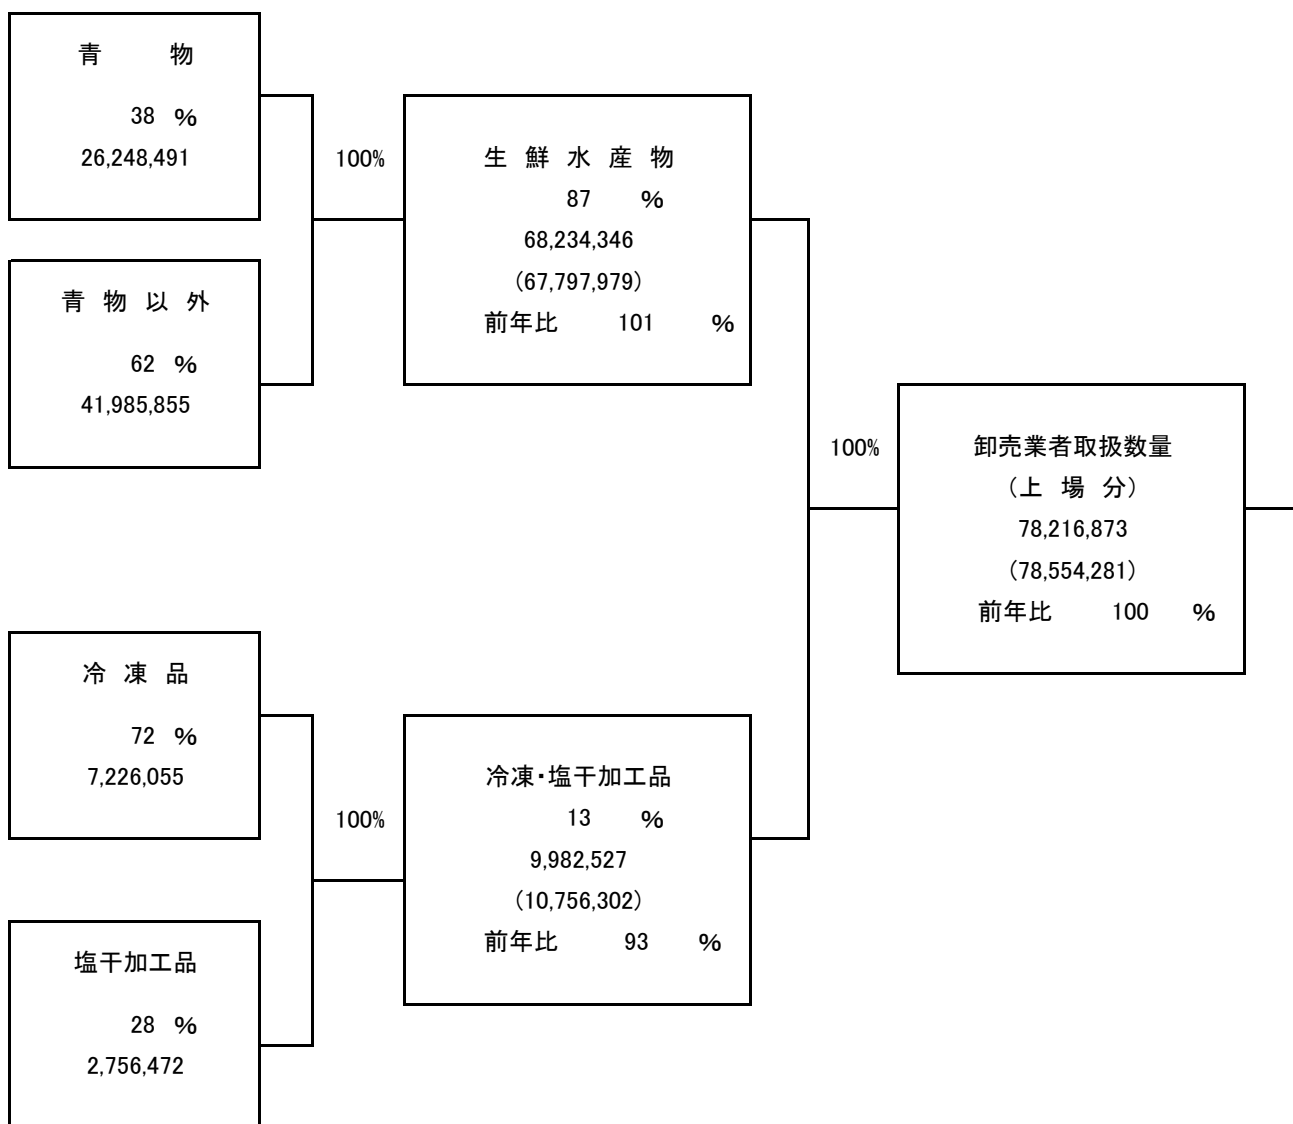 青 物
38 %
26,248,491
青 物 以 外
62 %
41,985,855
100%
生 鮮 水 産 物
87 %
68,234,346
(67,797,979)
前年比 101 %
冷 凍 品
72 %
7,226,055
塩干加工品
28 %
2,756,472
100%
冷凍・塩干加工品
13 %
9,982,527
(10,756,302)
前年比 93 %
100%
卸売業者取扱数量
(上 場 分)
78,216,873
(78,554,281)
前年比 100 %